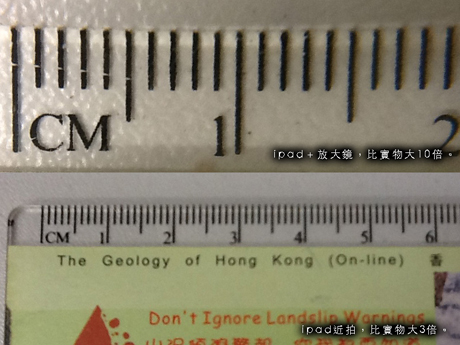 CM 1 2
ipad+放大鏡，比實物大10倍。
CM 1 2 3 4 5 6
The Geology of Hong Kong (On-line) 香
Don't Ignore Landslip Warnings
ipad近拍，比實物大3倍。